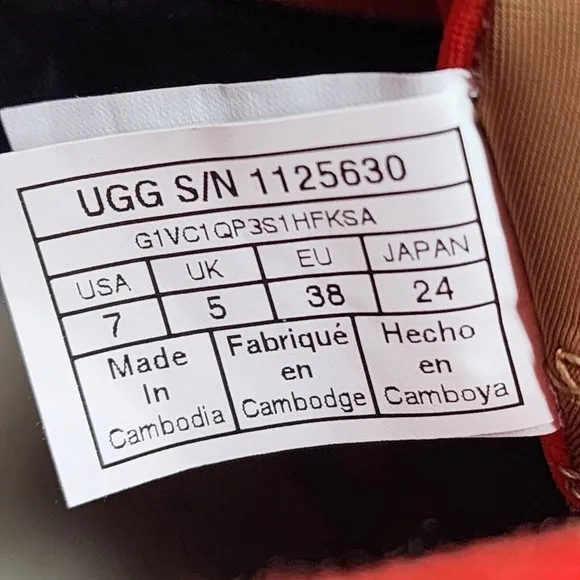 UGG S/N 1125630
G1VC1QP3S1HFKSA
USA UK EU JAPAN
7 5 38 24
Made In Cambodia
Fabriqué en Cambodge
Hecho en Camboya